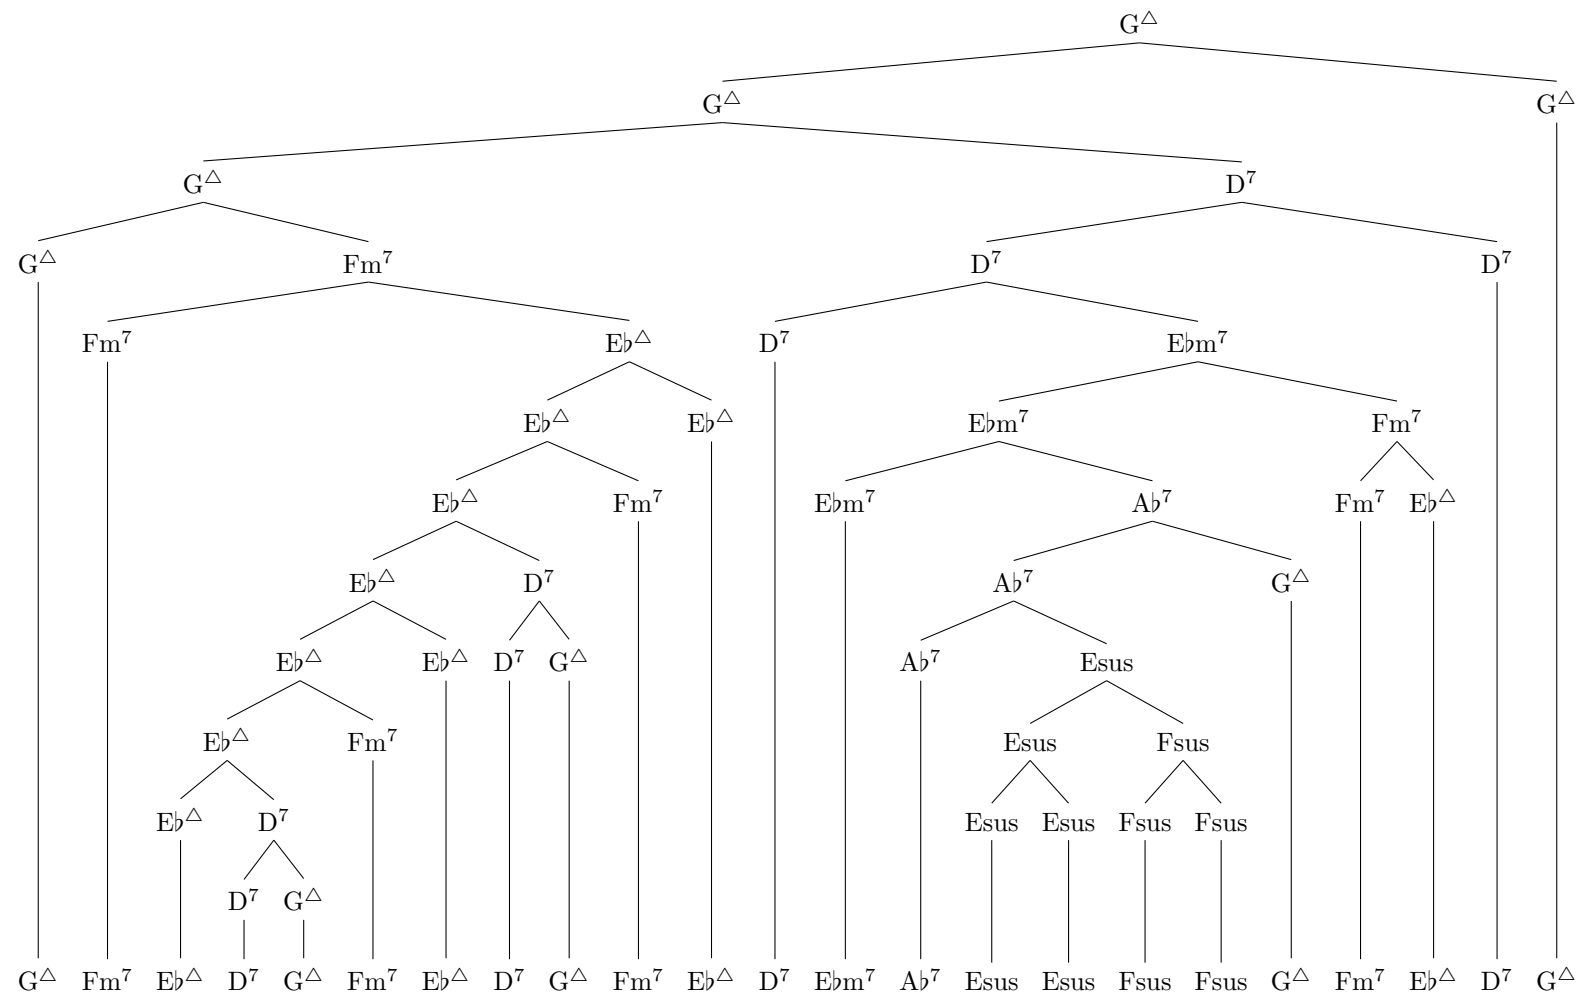 G△
G△ G△
G△ D7
G△ Fm7 D7 D7
Fm7 E♭△ D7 E♭m7
E♭△ E♭△ E♭m7 Fm7
E♭△ Fm7 E♭m7 A♭7 Fm7 E♭△
E♭△ D7 A♭7 G△
E♭△ E♭△ D7 G△ A♭7 Esus
E♭△ Fm7 Esus Fsus
E♭△ D7 Esus Esus Fsus Fsus
D7 G△
G△ Fm7 E♭△ D7 G△ Fm7 E♭△ D7 G△ Fm7 E♭△ D7 E♭m7 A♭7 Esus Esus Fsus Fsus G△ Fm7 E♭△ D7 G△